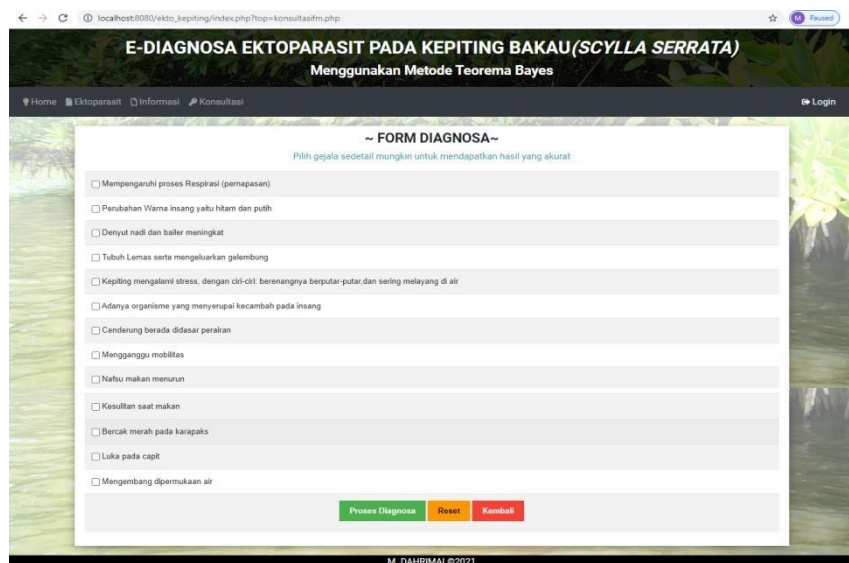 localhost:8080/ekto_kepiting/index.php?top=konsultasifm.php
M Paused
E-DIAGNOSA EKTOPARASIT PADA KEPITING BAKAU(SCYLLA SERRATA)
Menggunakan Metode Teorema Bayes
Home Ektoparasit Informasi Konsultasi Login
~ FORM DIAGNOSA~
Pilih gejala sedetail mungkin untuk mendapatkan hasil yang akurat
Mempengaruhi proses Respirasi (pernapasan)
Perubahan Warna insang yaitu hitam dan putih
Denyut nadi dan bailer meningkat
Tubuh Lemas serta mengeluarkan gelembung
Kepiting mengalami stress, dengan ciri-ciri: berenangnya berputar-putar,dan sering melayang di air
Adanya organisme yang menyerupai kecambah pada insang
Cenderung berada didasar perairan
Mengganggu mobilitas
Nafsu makan menurun
Kesulitan saat makan
Bercak merah pada karapaks
Luka pada capit
Mengembang dipermukaan air
Proses Diagnosa Reset Kembali
M. DAHRIMAL©2021